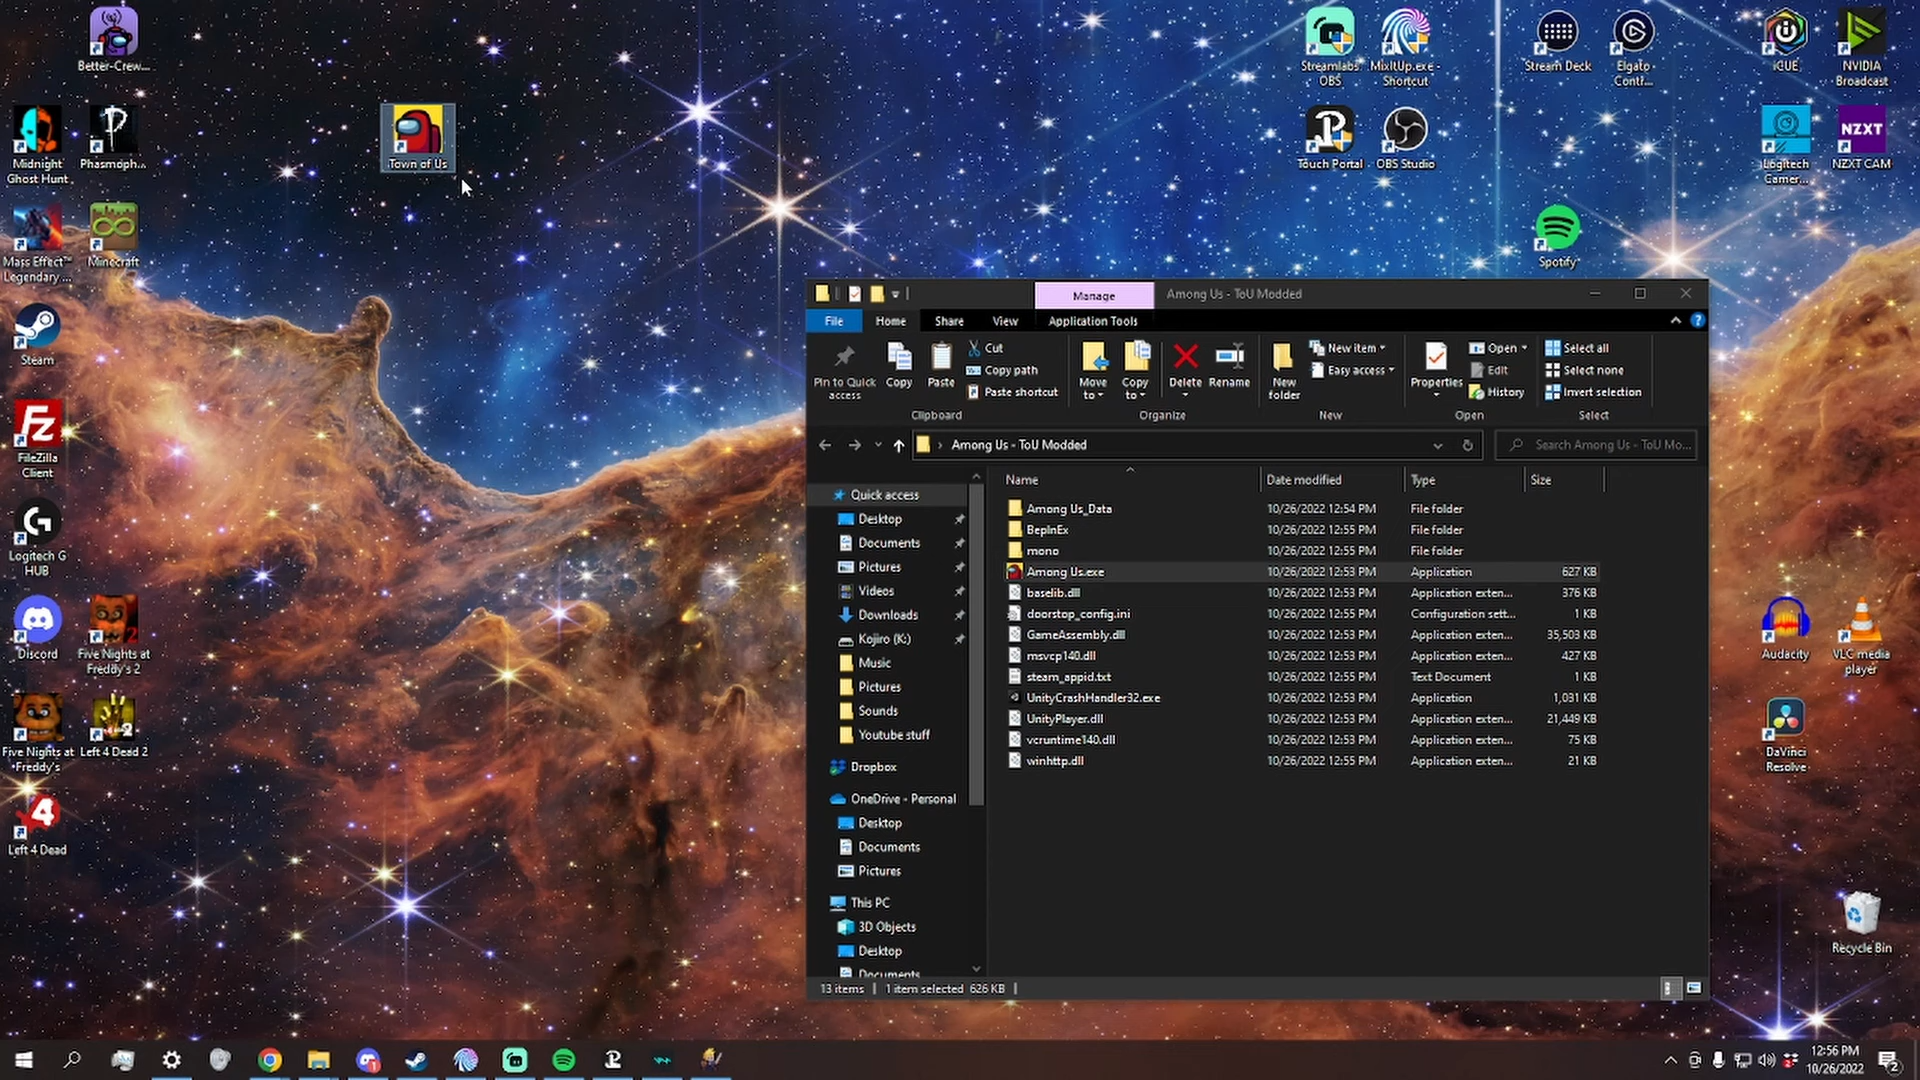 Better-Crew...
Midnight
Ghost Hunt
Phasmoph...
Town of Us
Mass Effect™
Legendary ...
Minecraft
Steam
FileZilla
Client
Logitech G
HUB
Discord
Five Nights at
Freddy's 2
Five Nights at
Freddy's
Left 4 Dead 2
Left 4 Dead
Streamlabs
OBS
MixItUp.exe -
Shortcut
Stream Deck
Elgato -
Contr...
iCUE
NVIDIA
Broadcast
Touch Portal
OBS Studio
Logitech
Camer...
NZXT
NZXT CAM
Spotify
Audacity
VLC media
player
DaVinci
Resolve
Recycle Bin
Manage
Among Us - ToU Modded
File
Home
Share
View
Application Tools
Pin to Quick
access
Copy
Paste
Cut
Copy path
Paste shortcut
Clipboard
Move
to
Copy
to
Delete
Rename
Organize
New
folder
New item
Easy access
New
Properties
Open
Edit
History
Open
Select all
Select none
Invert selection
Select
Among Us - ToU Modded
Search Among Us - ToU Mo...
Quick access
Desktop
Documents
Pictures
Videos
Downloads
Kojiro (K:)
Music
Pictures
Sounds
Youtube stuff
Dropbox
OneDrive - Personal
Desktop
Documents
Pictures
This PC
3D Objects
Desktop
Documents
Name Date modified Type Size
Among Us_Data 10/26/2022 12:54 PM File folder
BepInEx 10/26/2022 12:55 PM File folder
mono 10/26/2022 12:55 PM File folder
Among Us.exe 10/26/2022 12:53 PM Application 627 KB
baselib.dll 10/26/2022 12:53 PM Application exten... 376 KB
doorstop_config.ini 10/26/2022 12:55 PM Configuration sett... 1 KB
GameAssembly.dll 10/26/2022 12:53 PM Application exten... 35,503 KB
msvcp140.dll 10/26/2022 12:53 PM Application exten... 427 KB
steam_appid.txt 10/26/2022 12:55 PM Text Document 1 KB
UnityCrashHandler32.exe 10/26/2022 12:53 PM Application 1,031 KB
UnityPlayer.dll 10/26/2022 12:53 PM Application exten... 21,449 KB
vcruntime140.dll 10/26/2022 12:53 PM Application exten... 75 KB
winhttp.dll 10/26/2022 12:55 PM Application exten... 21 KB
13 items
1 item selected 626 KB
12:56 PM
10/26/2022
2